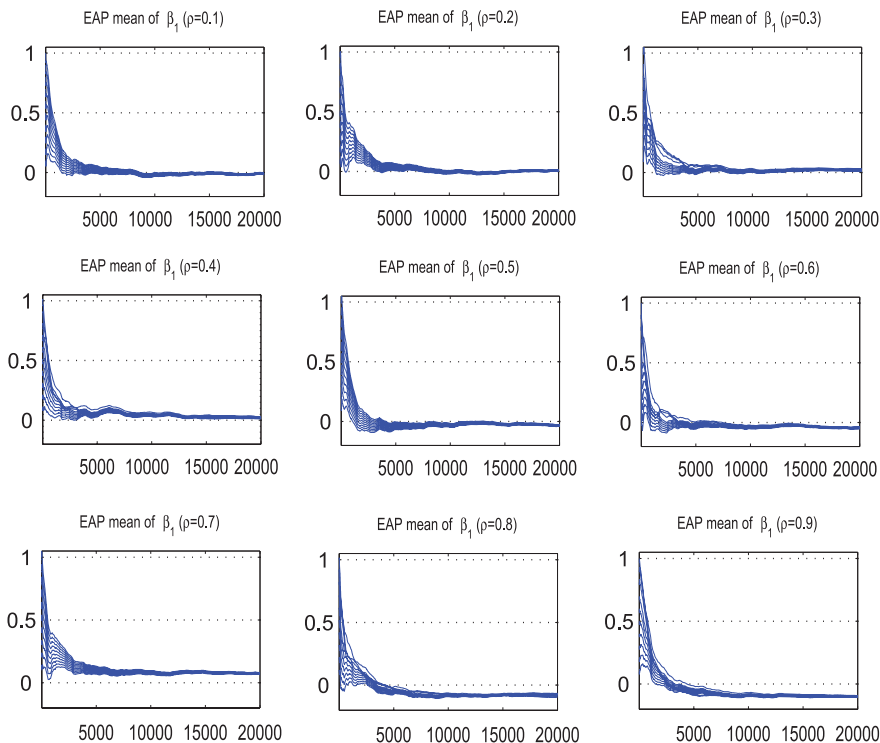 EAP mean of β1 (ρ=0.1)
1
0.5
0
5000 10000 15000 20000
EAP mean of β1 (ρ=0.2)
1
0.5
0
5000 10000 15000 20000
EAP mean of β1 (ρ=0.3)
1
0.5
0
5000 10000 15000 20000
EAP mean of β1 (ρ=0.4)
1
0.5
0
5000 10000 15000 20000
EAP mean of β1 (ρ=0.5)
1
0.5
0
5000 10000 15000 20000
EAP mean of β1 (ρ=0.6)
1
0.5
0
5000 10000 15000 20000
EAP mean of β1 (ρ=0.7)
1
0.5
0
5000 10000 15000 20000
EAP mean of β1 (ρ=0.8)
1
0.5
0
5000 10000 15000 20000
EAP mean of β1 (ρ=0.9)
1
0.5
0
5000 10000 15000 20000